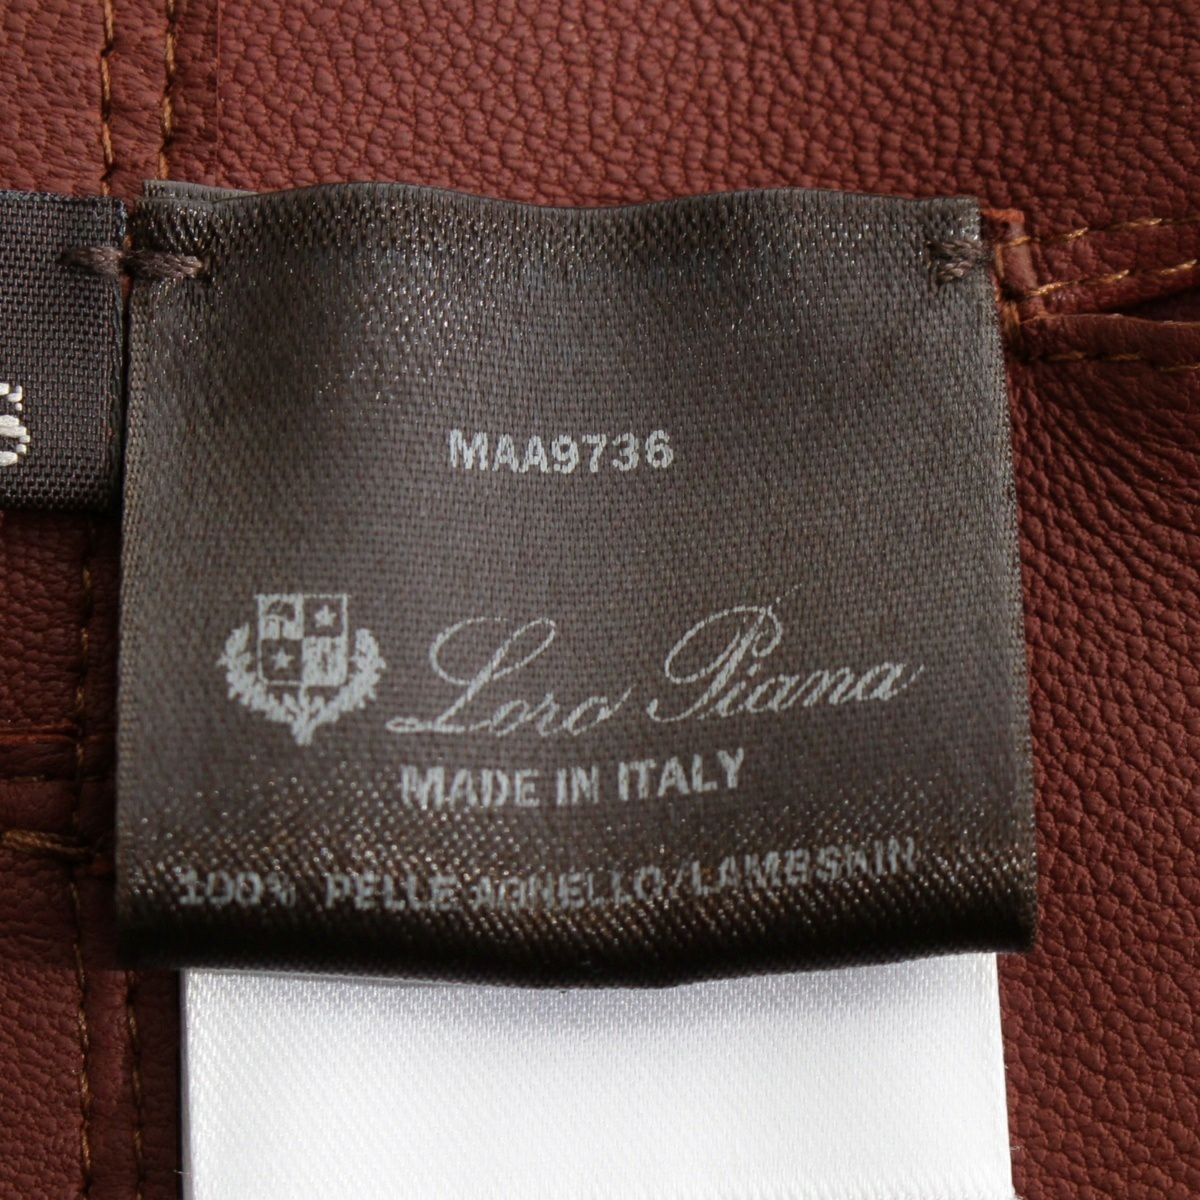 MAA9736
Loro Piana
MADE IN ITALY
100% PELLE AGNELLO/LAMBSKIN